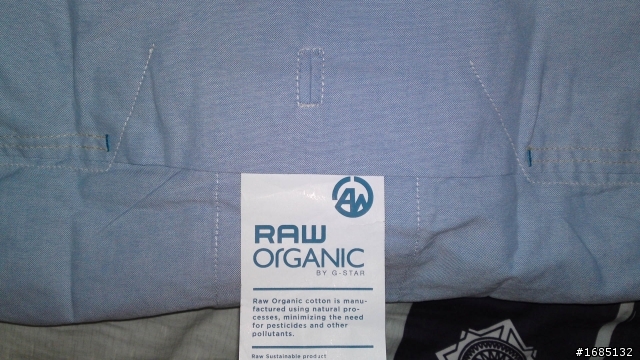 RAW
RAW
ORGANIC
BY G-STAR
Raw Organic cotton is manu-
factured using natural pro-
cesses, minimizing the need
for pesticides and other
pollutants.
Raw Sustainable product
#1685132